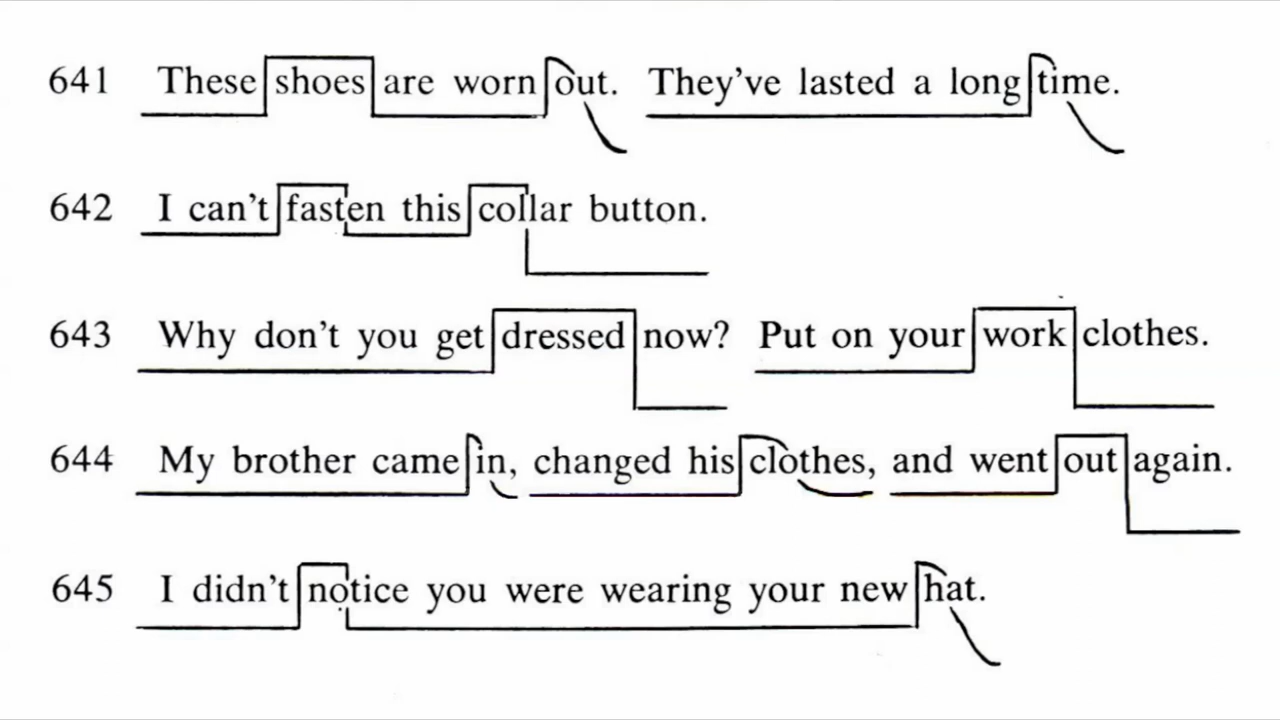 641 These shoes are worn out. They've lasted a long time.
642 I can't fasten this collar button.
643 Why don't you get dressed now? Put on your work clothes.
644 My brother came in, changed his clothes, and went out again.
645 I didn't notice you were wearing your new hat.